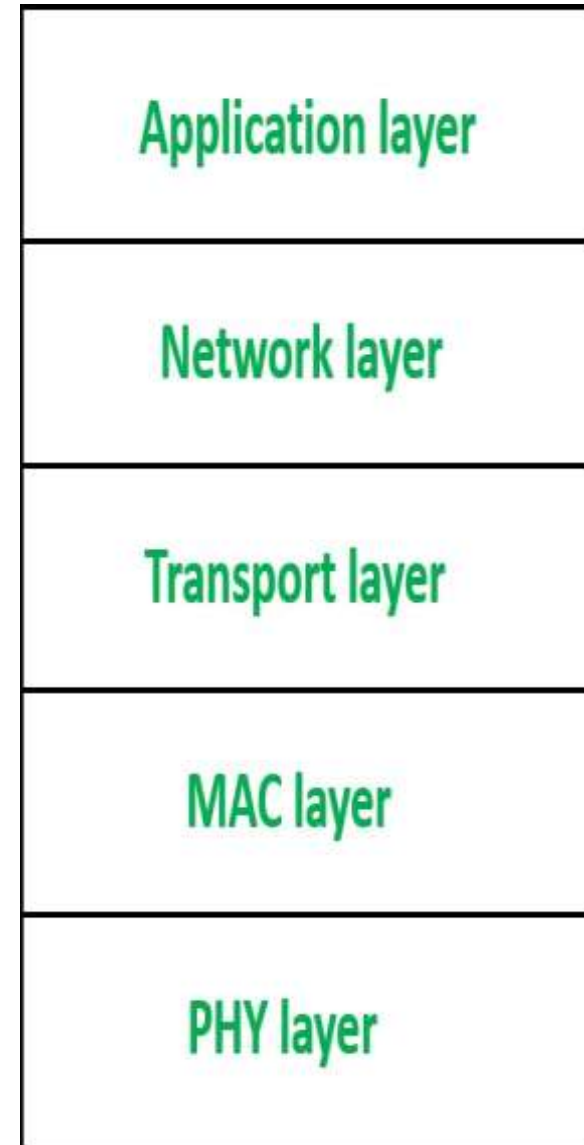 Application layer
Network layer
Transport layer
MAC layer
PHY layer